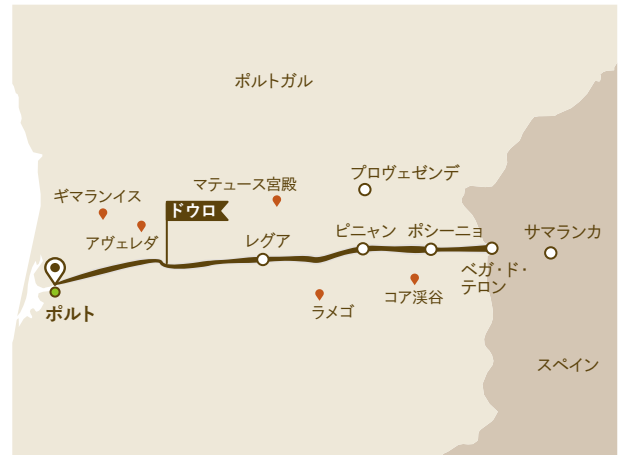 ポルトガル
プロヴェゼンデ
マテュース宮殿
ギマランイス
ドウロ
アヴェレダ
レグア
ピニャン
ポシーニョ
サマランカ
ベガ・ド・
テロン
コア渓谷
ラメゴ
ポルト
スペイン